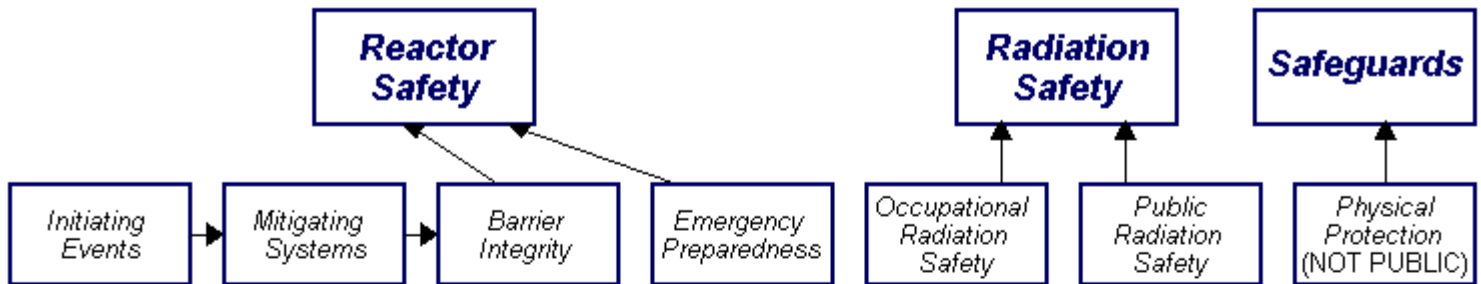 Reactor
Safety
Radiation
Safety
Safeguards
Initiating
Events
Mitigating
Systems
Barrier
Integrity
Emergency
Preparedness
Occupational
Radiation
Safety
Public
Radiation
Safety
Physical
Protection
(NOT PUBLIC)